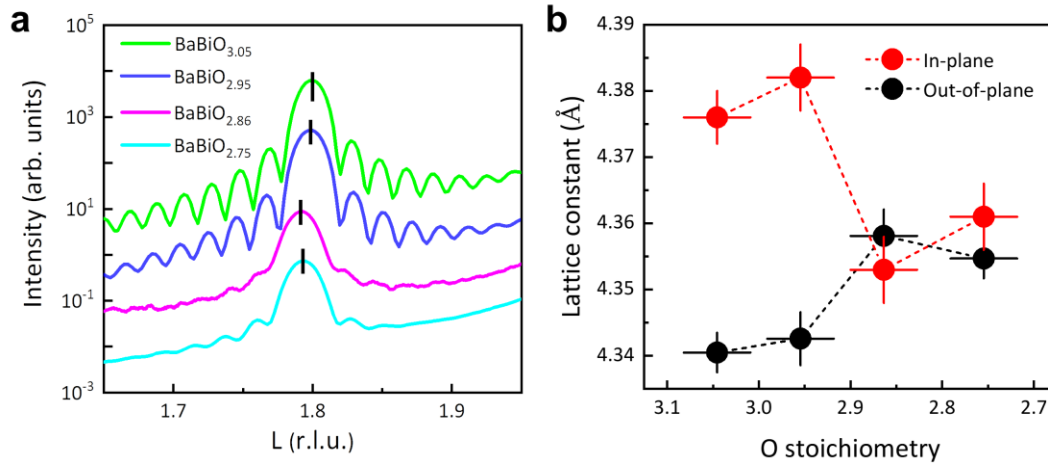 a
10^5
10^3
10^1
10^-1
10^-3
Intensity (arb. units)
BaBiO3.05
BaBiO2.95
BaBiO2.86
BaBiO2.75
1.7 1.8 1.9
L (r.l.u.)
b
4.39
4.38
4.37
4.36
4.35
4.34
Lattice constant (Å)
In-plane
Out-of-plane
3.1 3.0 2.9 2.8 2.7
O stoichiometry